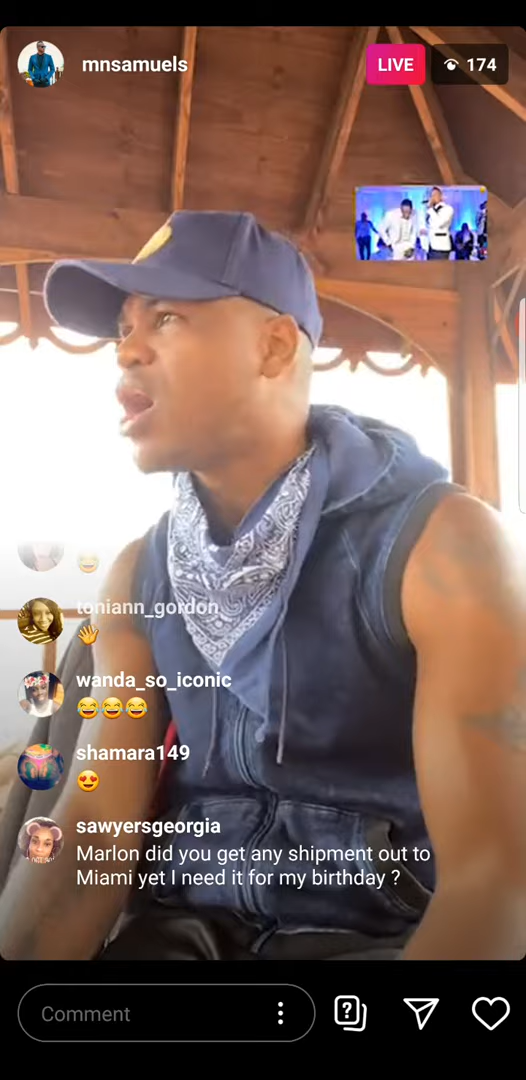 mnsamuels
LIVE
174
toniann_gordon
wanda_so_iconic
shamara149
sawyersgeorgia
Marlon did you get any shipment out to
Miami yet I need it for my birthday ?
Comment